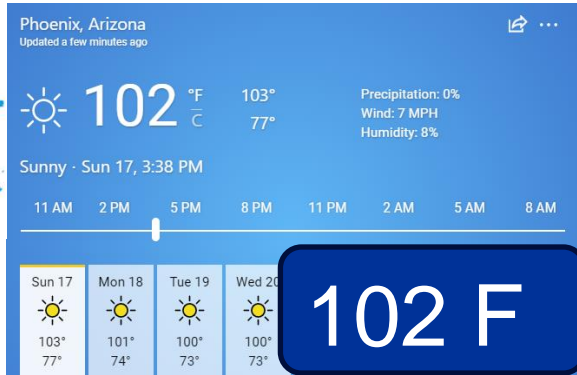 Phoenix, Arizona
Updated a few minutes ago
102 °F C
103°
77°
Precipitation: 0%
Wind: 7 MPH
Humidity: 8%
Sunny · Sun 17, 3:38 PM
11 AM 2 PM 5 PM 8 PM 11 PM 2 AM 5 AM 8 AM
Sun 17 Mon 18 Tue 19 Wed 20
103° 101° 100° 100°
77° 74° 73° 73°
102 F